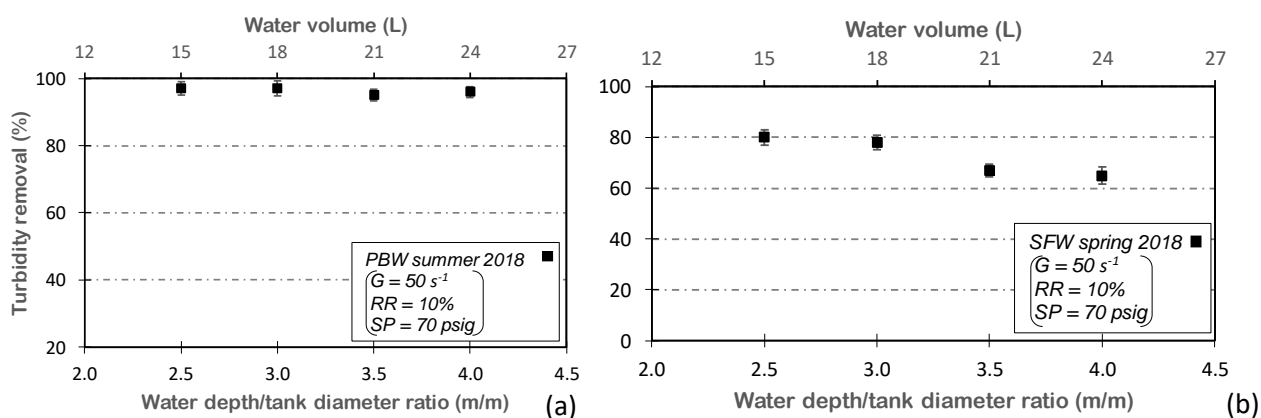 Water volume (L)
12 15 18 21 24 27
100
80
60
40
20
Turbidity removal (%)
PBW summer 2018
G = 50 s⁻¹
RR = 10%
SP = 70 psig
2.0 2.5 3.0 3.5 4.0 4.5
Water depth/tank diameter ratio (m/m)
(a)
Water volume (L)
12 15 18 21 24 27
100
80
60
40
20
0
SFW spring 2018
G = 50 s⁻¹
RR = 10%
SP = 70 psig
2.0 2.5 3.0 3.5 4.0 4.5
Water depth/tank diameter ratio (m/m)
(b)